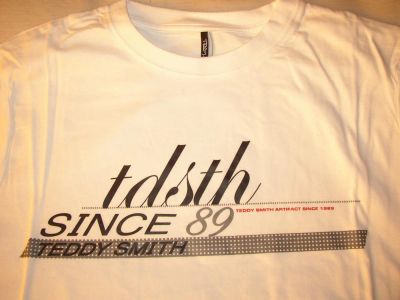 tdsth
TEDDY SMITH ARTIFACT SINCE 1989
SINCE 89
TEDDY SMITH